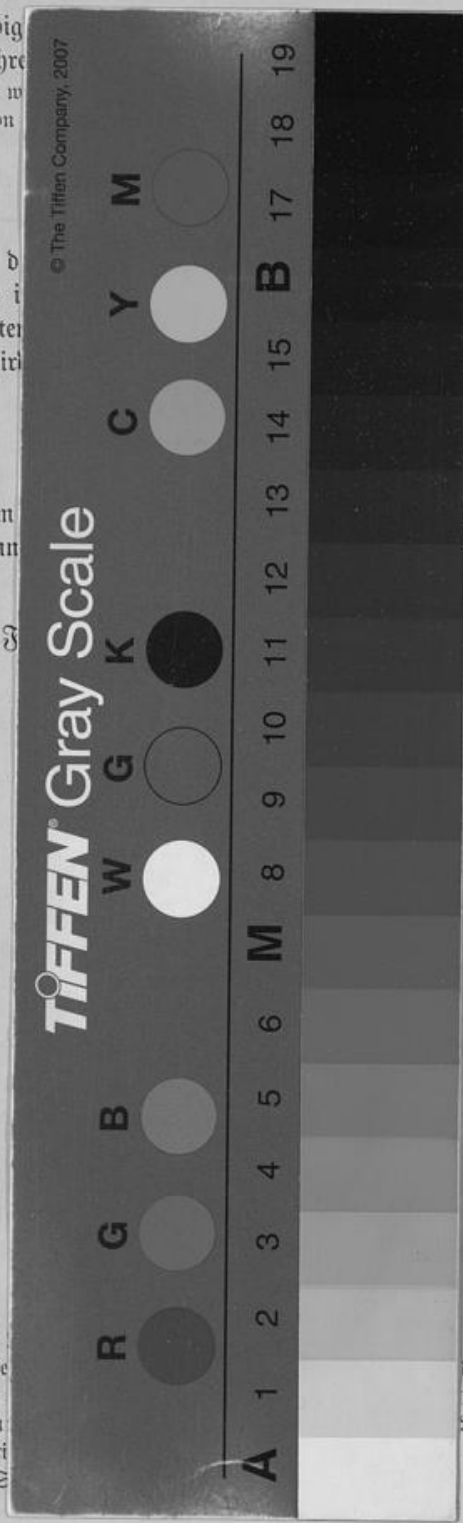 TIFFEN® Gray Scale
© The Tiffen Company, 2007
R G B W G K C Y M
A 1 2 3 4 5 6 M 8 9 10 11 12 13 14 15 B 17 18 19